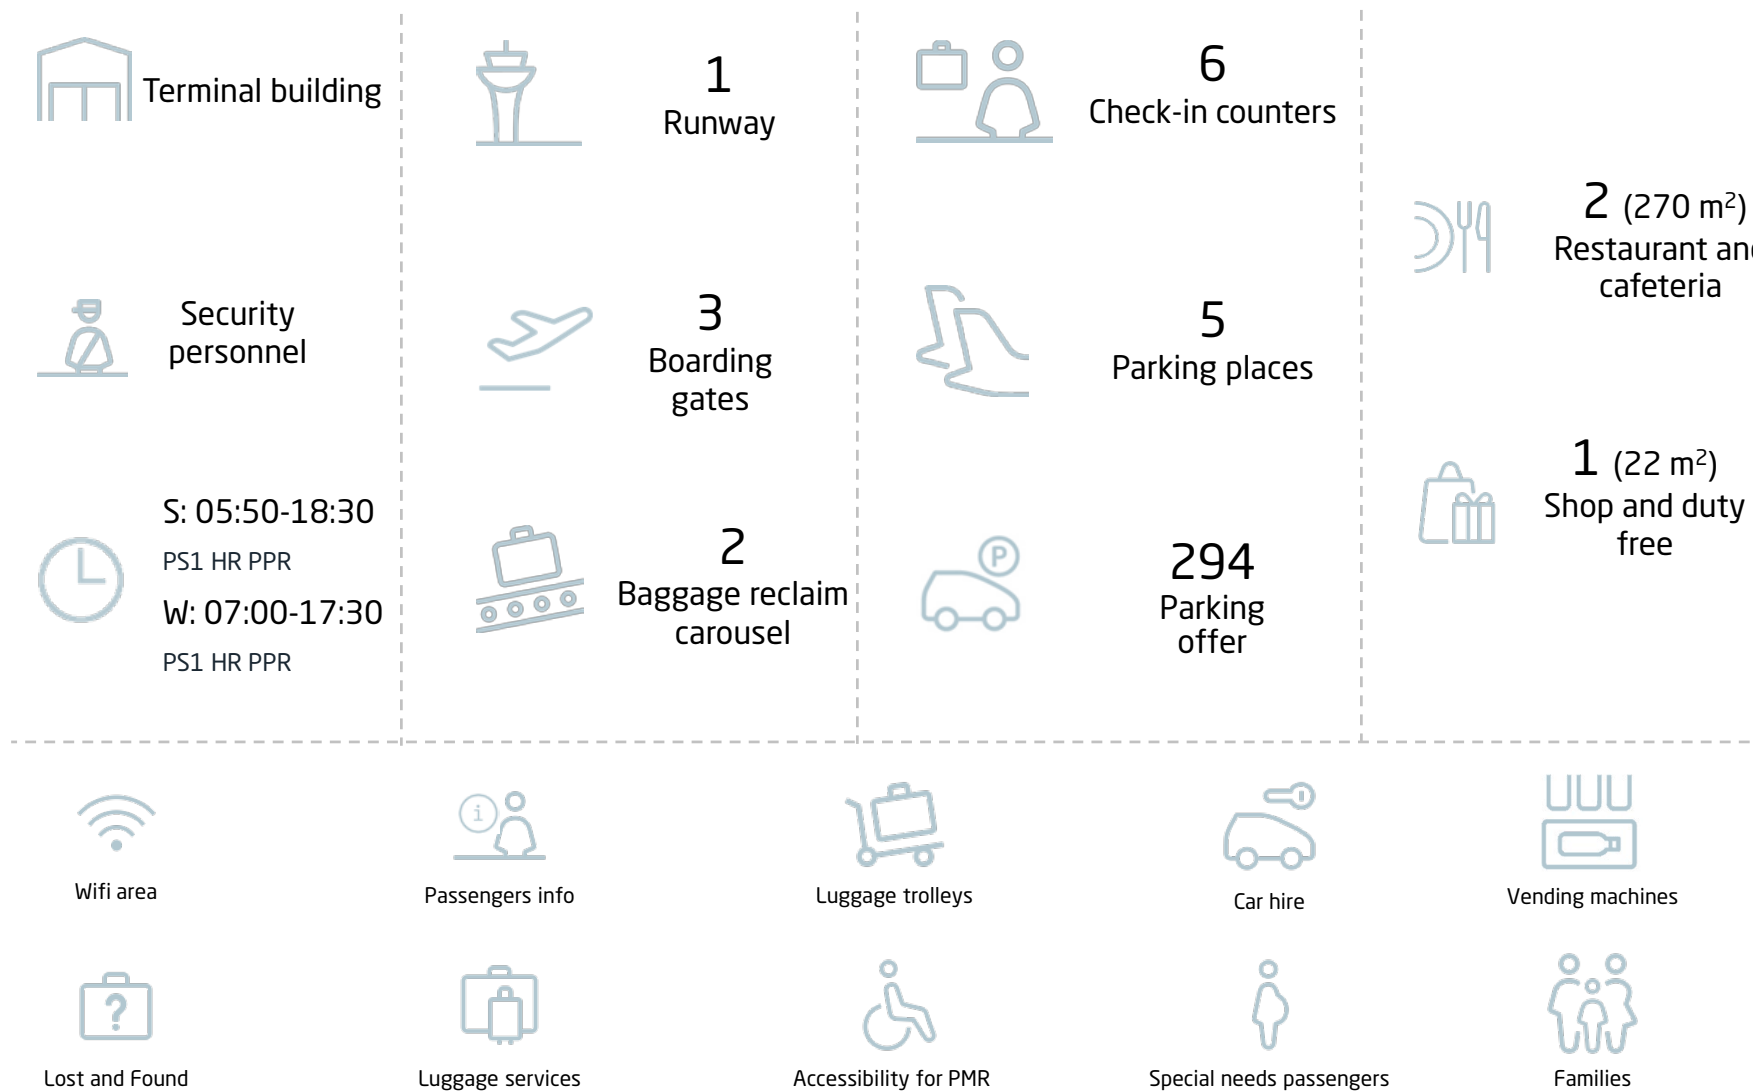 Terminal building
Security
personnel
S: 05:50-18:30
PS1 HR PPR
W: 07:00-17:30
PS1 HR PPR
1
Runway
3
Boarding
gates
2
Baggage reclaim
carousel
6
Check-in counters
5
Parking places
P
294
Parking
offer
2 (270 m²)
Restaurant and
cafeteria
1 (22 m²)
Shop and duty
free
Wifi area
i
Passengers info
Luggage trolleys
Car hire
Vending machines
?
Lost and Found
Luggage services
Accessibility for PMR
Special needs passengers
Families